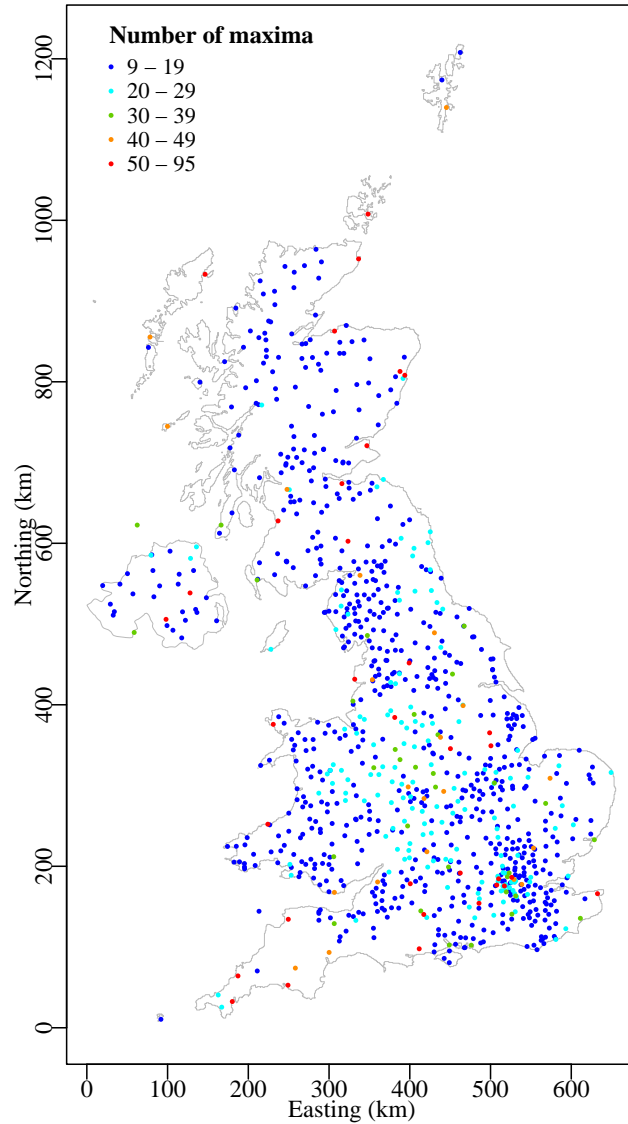 Number of maxima
9 – 19
20 – 29
30 – 39
40 – 49
50 – 95
1200
1000
800
600
400
200
0
Northing (km)
0 100 200 300 400 500 600
Easting (km)